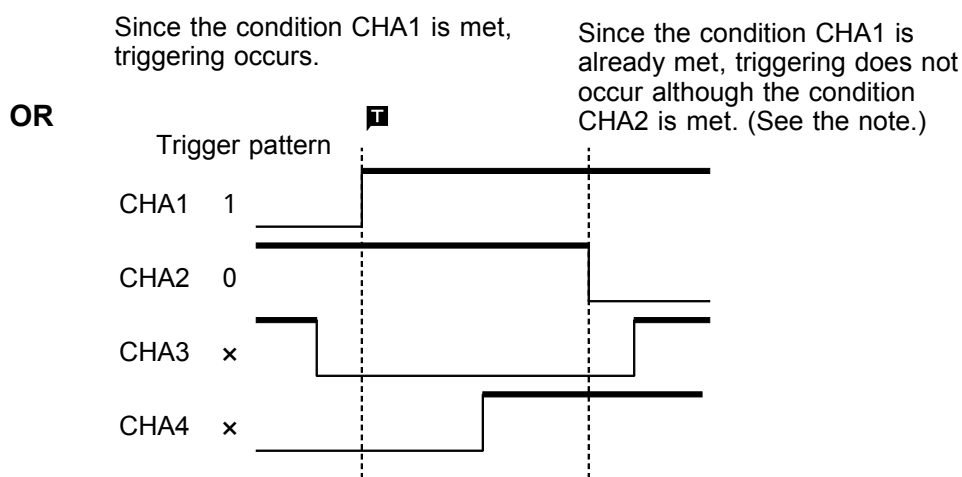 Since the condition CHA1 is met,
triggering occurs.
Since the condition CHA1 is
already met, triggering does not
occur although the condition
CHA2 is met. (See the note.)
OR
T
Trigger pattern
CHA1 1
CHA2 0
CHA3 ×
CHA4 ×